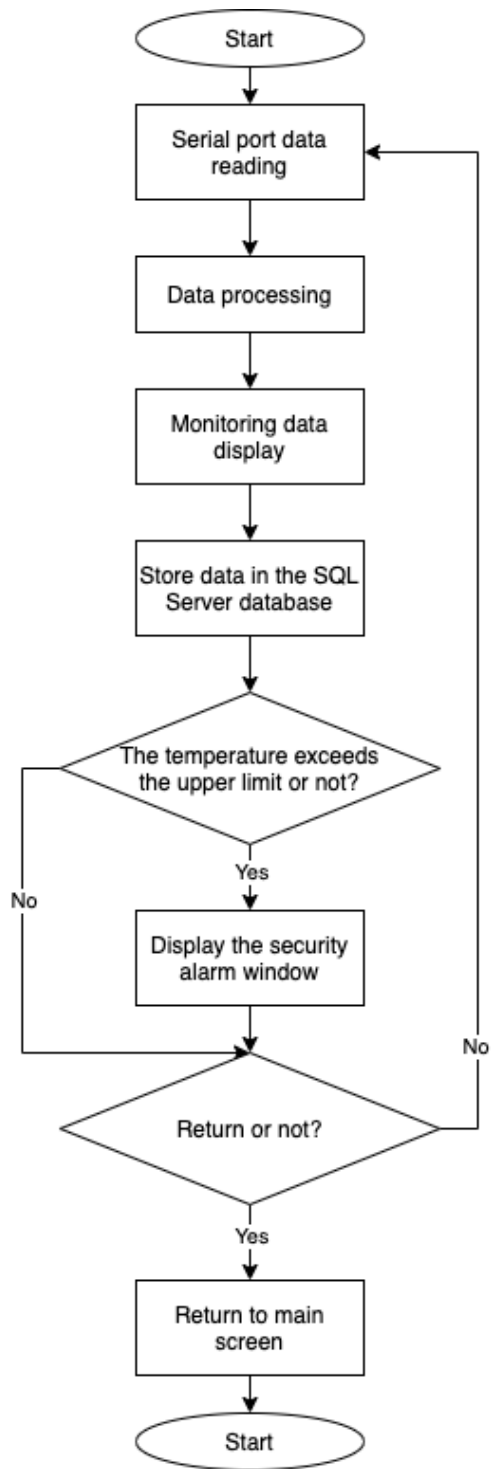 Start
Serial port data
reading
Data processing
Monitoring data
display
Store data in the SQL
Server database
The temperature exceeds
the upper limit or not?
Yes
No
Display the security
alarm window
No
Return or not?
Yes
Return to main
screen
Start